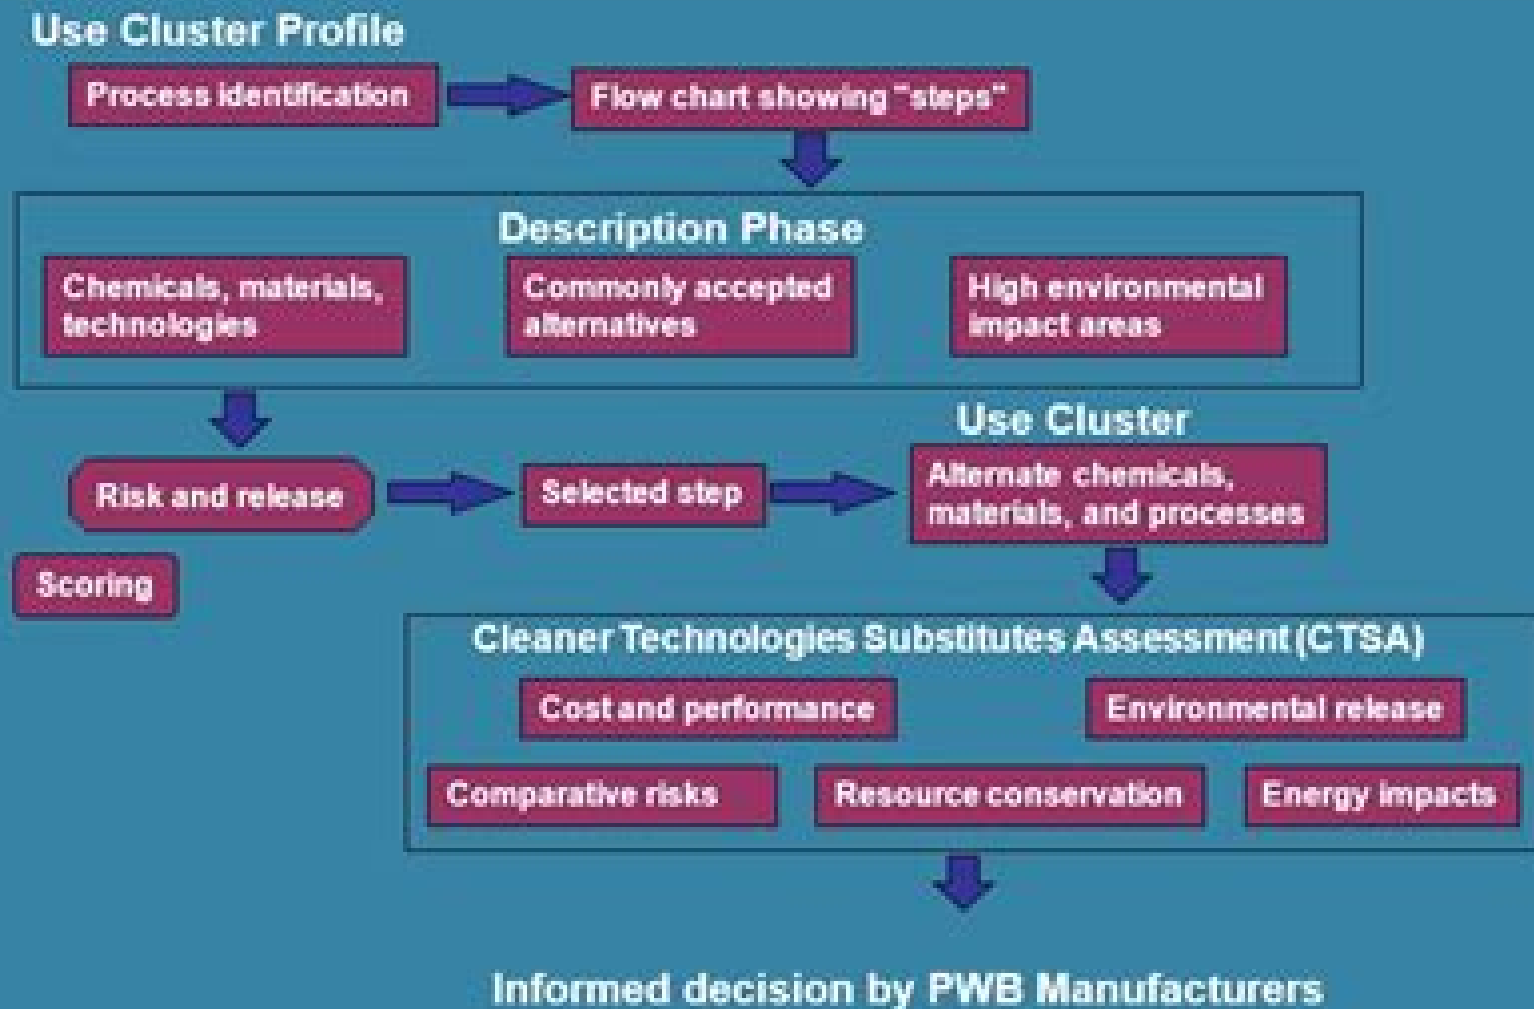 Use Cluster Profile
Process identification
Flow chart showing "steps"
Description Phase
Chemicals, materials,
technologies
Commonly accepted
alternatives
High environmental
impact areas
Use Cluster
Risk and release
Selected step
Alternate chemicals,
materials, and processes
Scoring
Cleaner Technologies Substitutes Assessment (CTSA)
Cost and performance
Environmental release
Comparative risks
Resource conservation
Energy impacts
Informed decision by PWB Manufacturers